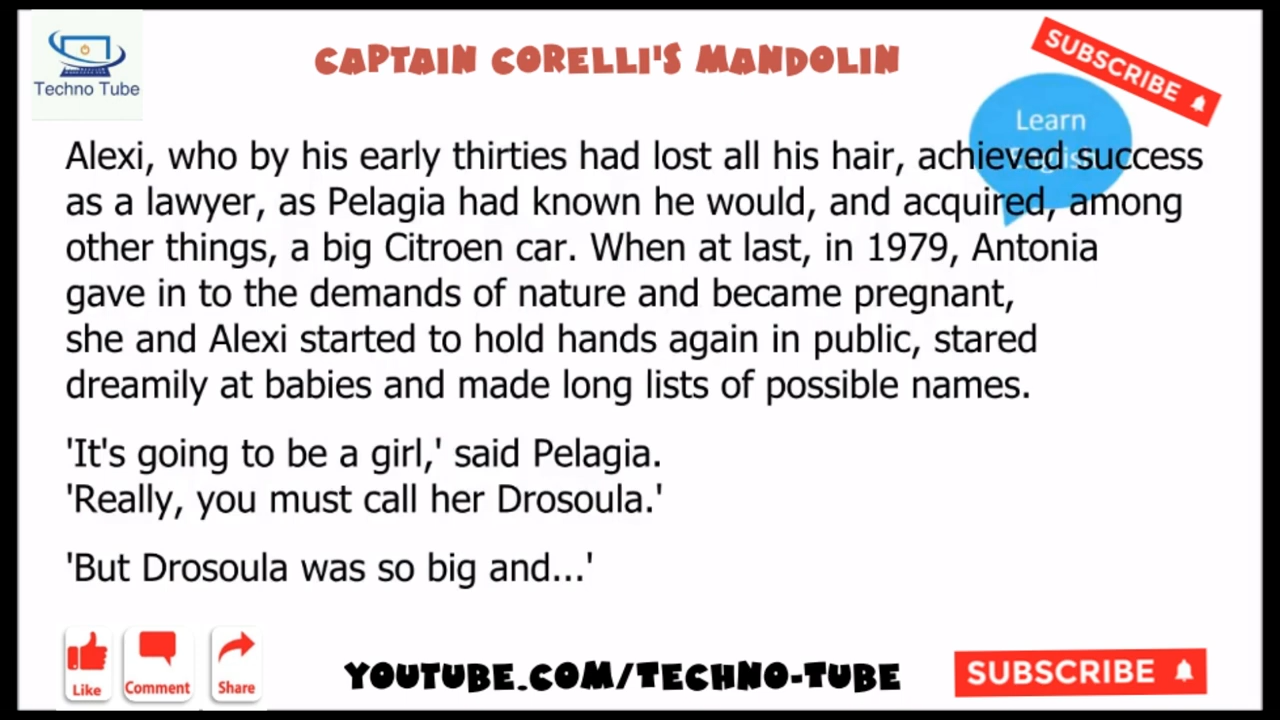 Techno Tube
CAPTAIN CORELLI'S MANDOLIN
SUBSCRIBE
Learn
English
Alexi, who by his early thirties had lost all his hair, achieved success
as a lawyer, as Pelagia had known he would, and acquired, among
other things, a big Citroen car. When at last, in 1979, Antonia
gave in to the demands of nature and became pregnant,
she and Alexi started to hold hands again in public, stared
dreamily at babies and made long lists of possible names.
'It's going to be a girl,' said Pelagia.
'Really, you must call her Drosoula.'
'But Drosoula was so big and...'
Like
Comment
Share
YOUTUBE.COM/TECHNO-TUBE
SUBSCRIBE